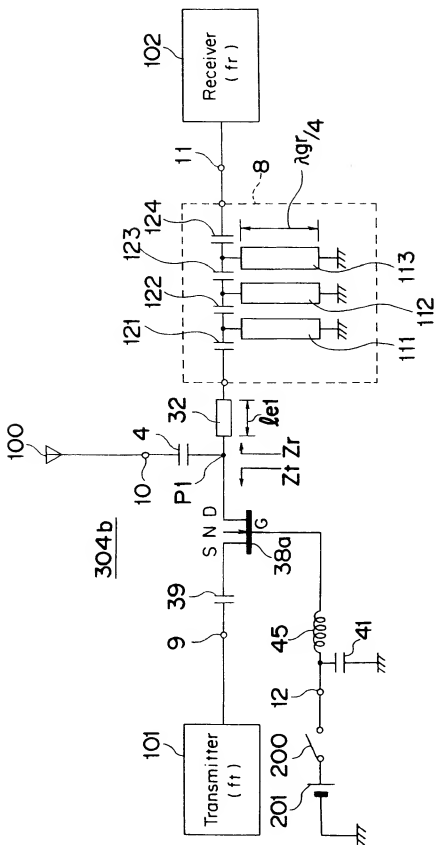 304b
100
10
4
P1
Zt
Zr
32
ℓe1
101
Transmitter
(ft)
9
39
S
N
D
G
38a
45
41
12
200
201
121
122
123
124
8
λgr/4
111
112
113
11
102
Receiver
(fr)